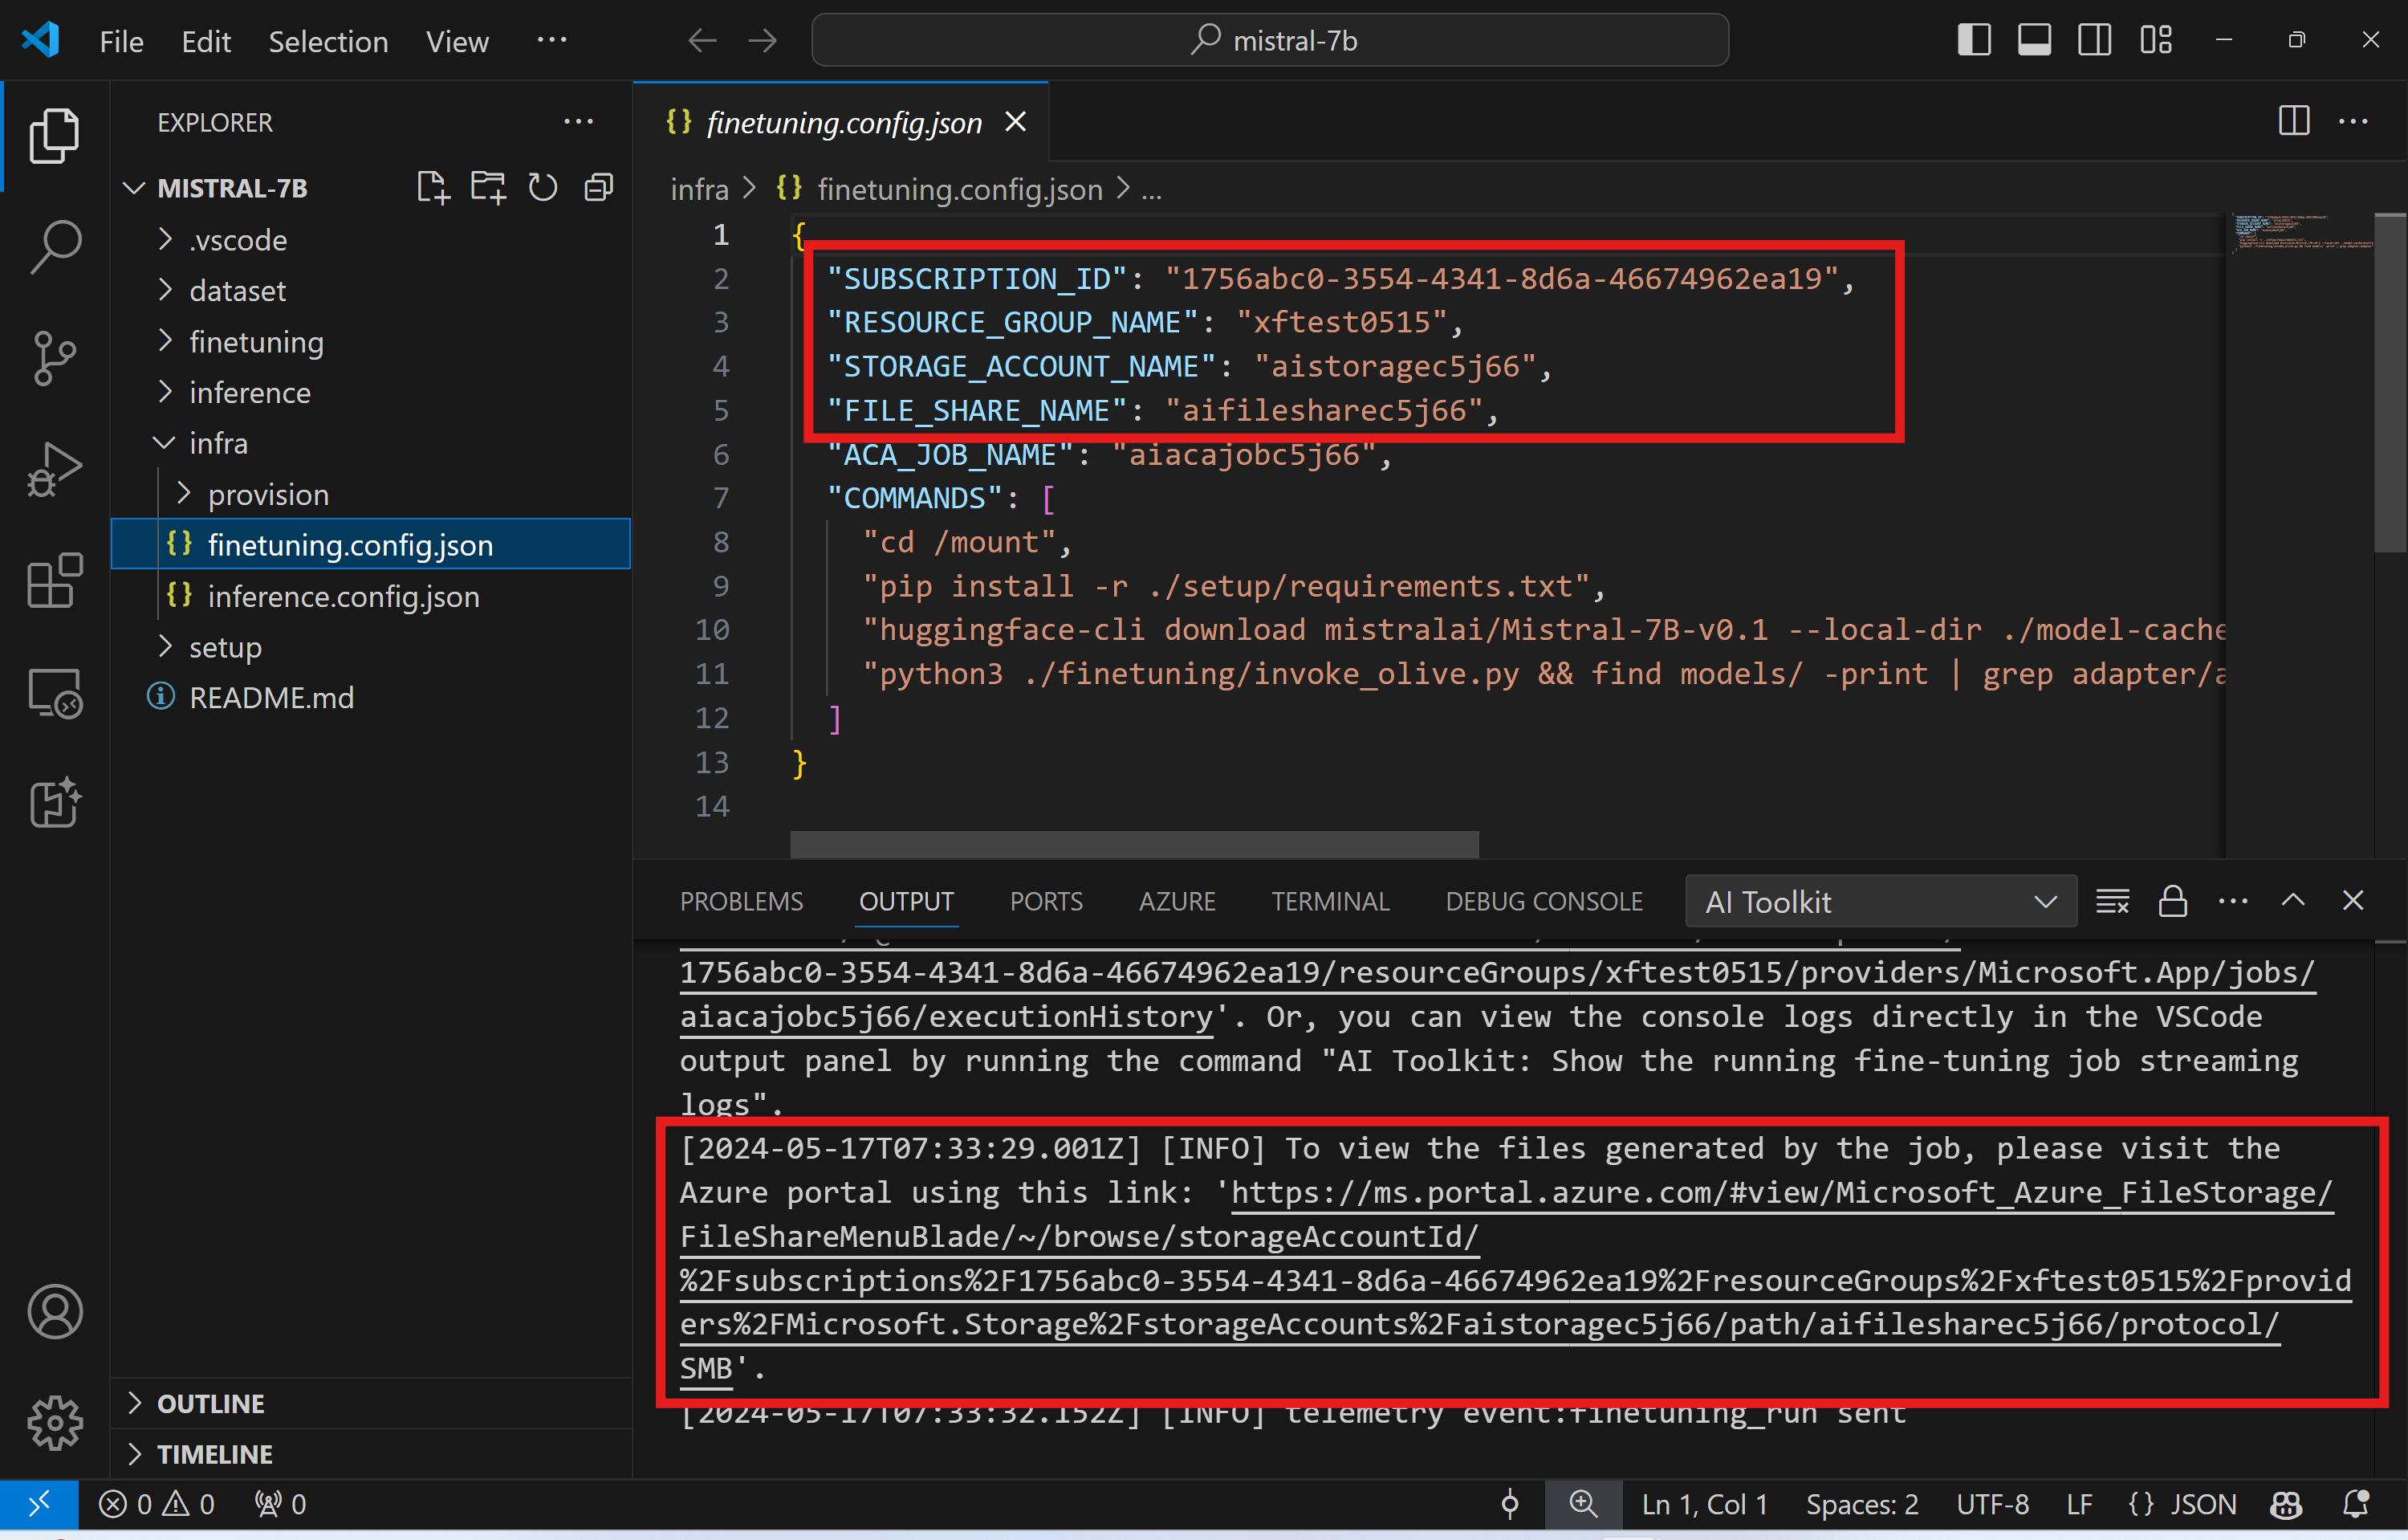 File Edit Selection View ... mistral-7b
EXPLORER ...
MISTRAL-7B
.vscode
dataset
finetuning
inference
infra
provision
{} finetuning.config.json
{} inference.config.json
setup
README.md
OUTLINE
TIMELINE
{} finetuning.config.json
infra > {} finetuning.config.json > ...
1 {
2 "SUBSCRIPTION_ID": "1756abc0-3554-4341-8d6a-46674962ea19",
3 "RESOURCE_GROUP_NAME": "xftest0515",
4 "STORAGE_ACCOUNT_NAME": "aistoragec5j66",
5 "FILE_SHARE_NAME": "aifilesharec5j66",
6 "ACA_JOB_NAME": "aiacajobc5j66",
7 "COMMANDS": [
8 "cd /mount",
9 "pip install -r ./setup/requirements.txt",
10 "huggingface-cli download mistralai/Mistral-7B-v0.1 --local-dir ./model-cache
11 "python3 ./finetuning/invoke_olive.py && find models/ -print | grep adapter/a
12 ]
13 }
14
PROBLEMS OUTPUT PORTS AZURE TERMINAL DEBUG CONSOLE AI Toolkit
1756abc0-3554-4341-8d6a-46674962ea19/resourceGroups/xftest0515/providers/Microsoft.App/jobs/
aiacajobc5j66/executionHistory'. Or, you can view the console logs directly in the VSCode
output panel by running the command "AI Toolkit: Show the running fine-tuning job streaming
logs".
[2024-05-17T07:33:29.001Z] [INFO] To view the files generated by the job, please visit the
Azure portal using this link: 'https://ms.portal.azure.com/#view/Microsoft_Azure_FileStorage/
FileShareMenuBlade/~/browse/storageAccountId/
%2Fsubscriptions%2F1756abc0-3554-4341-8d6a-46674962ea19%2FresourceGroups%2Fxftest0515%2Fprovid
ers%2FMicrosoft.Storage%2FstorageAccounts%2Faistoragec5j66/path/aifilesharec5j66/protocol/
SMB'.
[2024-05-17T07:33:32.152Z] [INFO] telemetry event:finetuning_run sent
0 0 0 Ln 1, Col 1 Spaces: 2 UTF-8 LF {} JSON